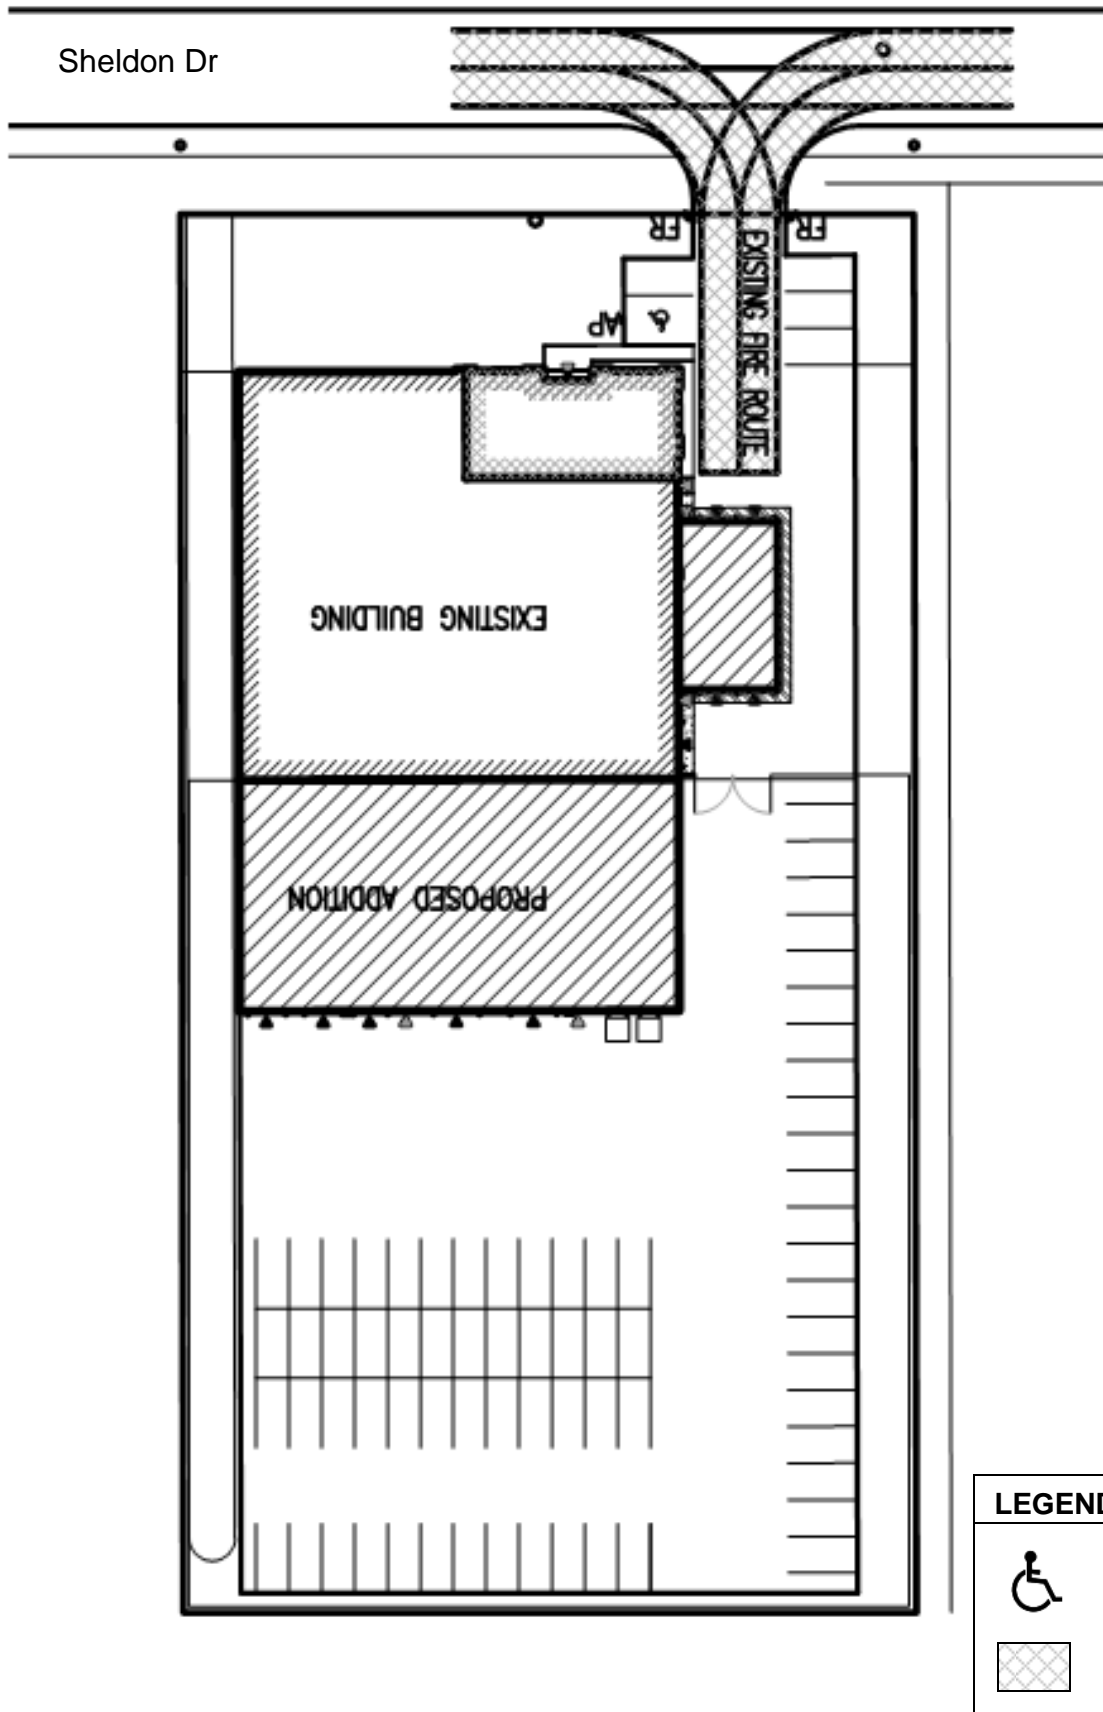 Sheldon Dr
FR
FR
EXISTING FIRE ROUTE
AP
EXISTING BUILDING
PROPOSED ADDITION
LEGEND